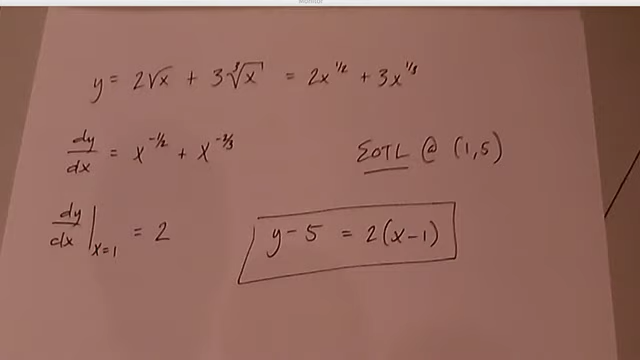 Monitor
y = 2√x + 3∛x = 2x^{1/2} + 3x^{1/3}
dy/dx = x^{-1/2} + x^{-2/3} EOTL @ (1,5)
dy/dx |_{x=1} = 2 y - 5 = 2(x-1)